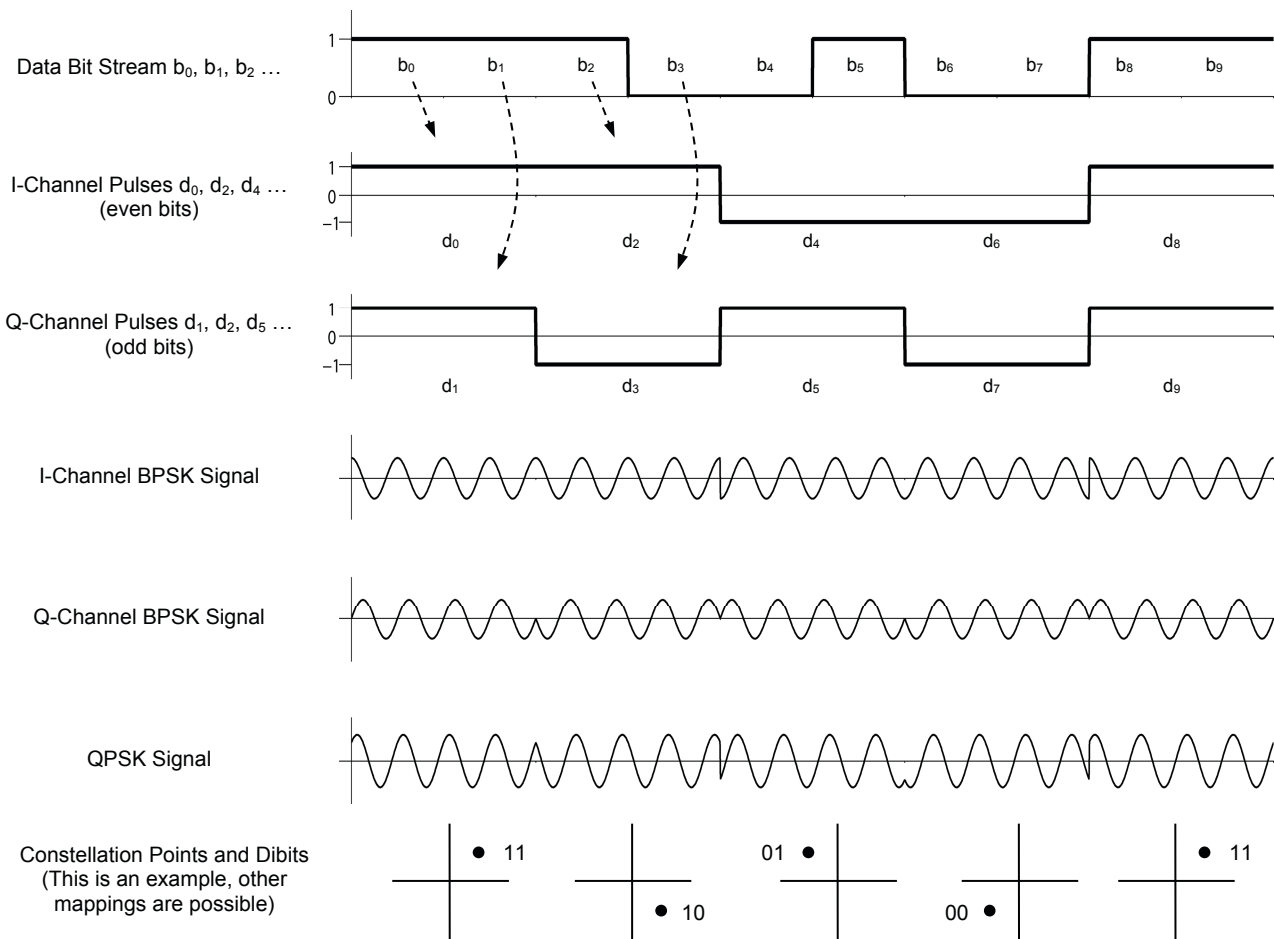 Data Bit Stream b₀, b₁, b₂ …
1
0
b₀ b₁ b₂ b₃ b₄ b₅ b₆ b₇ b₈ b₉
I-Channel Pulses d₀, d₂, d₄ …
(even bits)
1
0
−1
d₀ d₂ d₄ d₆ d₈
Q-Channel Pulses d₁, d₂, d₅ …
(odd bits)
1
0
−1
d₁ d₃ d₅ d₇ d₉
I-Channel BPSK Signal
Q-Channel BPSK Signal
QPSK Signal
Constellation Points and Dibits
(This is an example, other
mappings are possible)
11
10
01
00
11